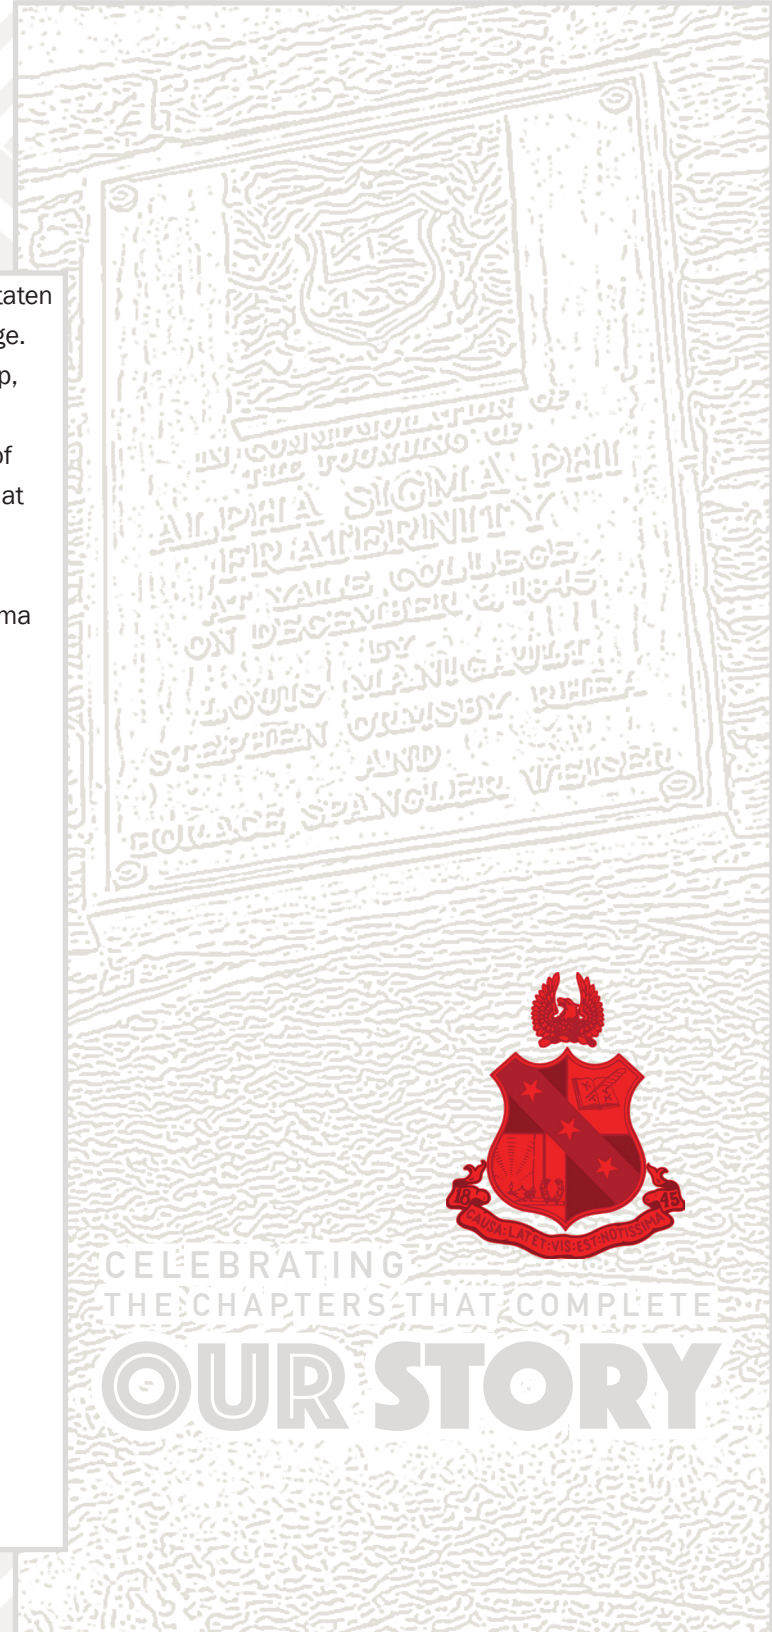 taten
ge.
p,
of
at
ma
IN COMMEMORATION OF
THE FOUNDING OF
ALPHA SIGMA PHI
FRATERNITY
AT YALE COLLEGE
ON DECEMBER 6, 1845
BY
LOUIS MANIGAULT
STEPHEN ORMSBY RHEA
AND
HORACE SPANGLER WEISER
18 45
CAUSA:LATET:VIS:EST:NOTISSIMA
CELEBRATING
THE CHAPTERS THAT COMPLETE
OUR STORY